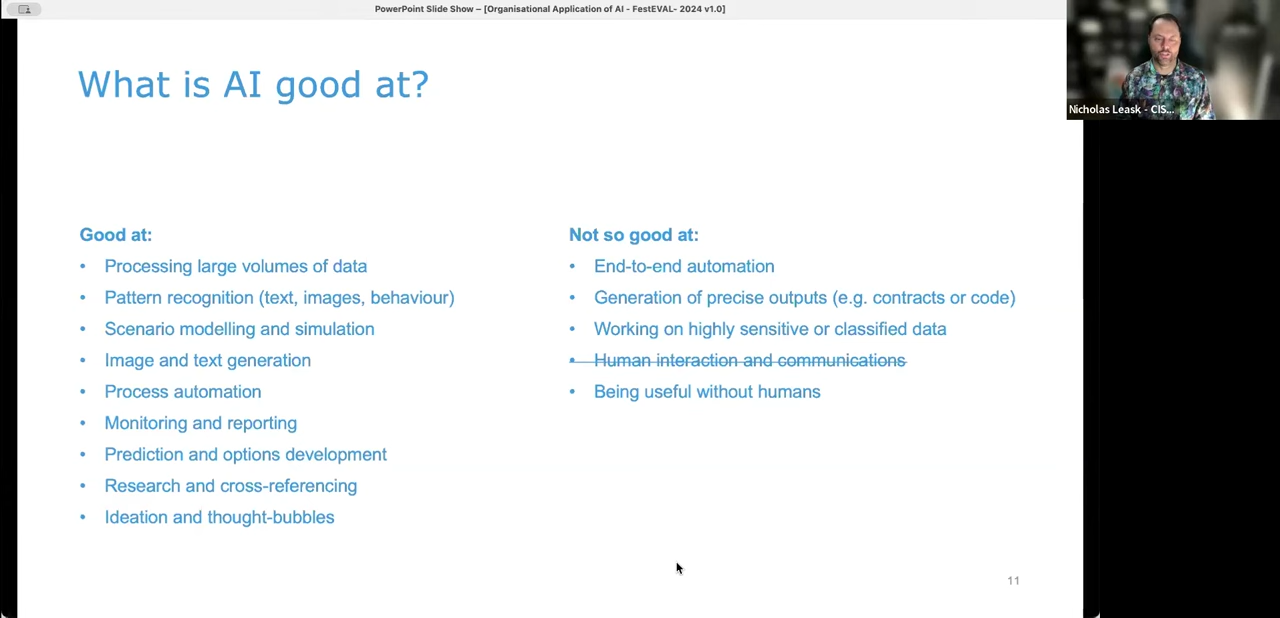 PowerPoint Slide Show – [Organisational Application of AI - FestEVAL- 2024 v1.0]
What is AI good at?
Nicholas Leask - CIS...
Good at:
• Processing large volumes of data
• Pattern recognition (text, images, behaviour)
• Scenario modelling and simulation
• Image and text generation
• Process automation
• Monitoring and reporting
• Prediction and options development
• Research and cross-referencing
• Ideation and thought-bubbles
Not so good at:
• End-to-end automation
• Generation of precise outputs (e.g. contracts or code)
• Working on highly sensitive or classified data
• Human interaction and communications
• Being useful without humans
11